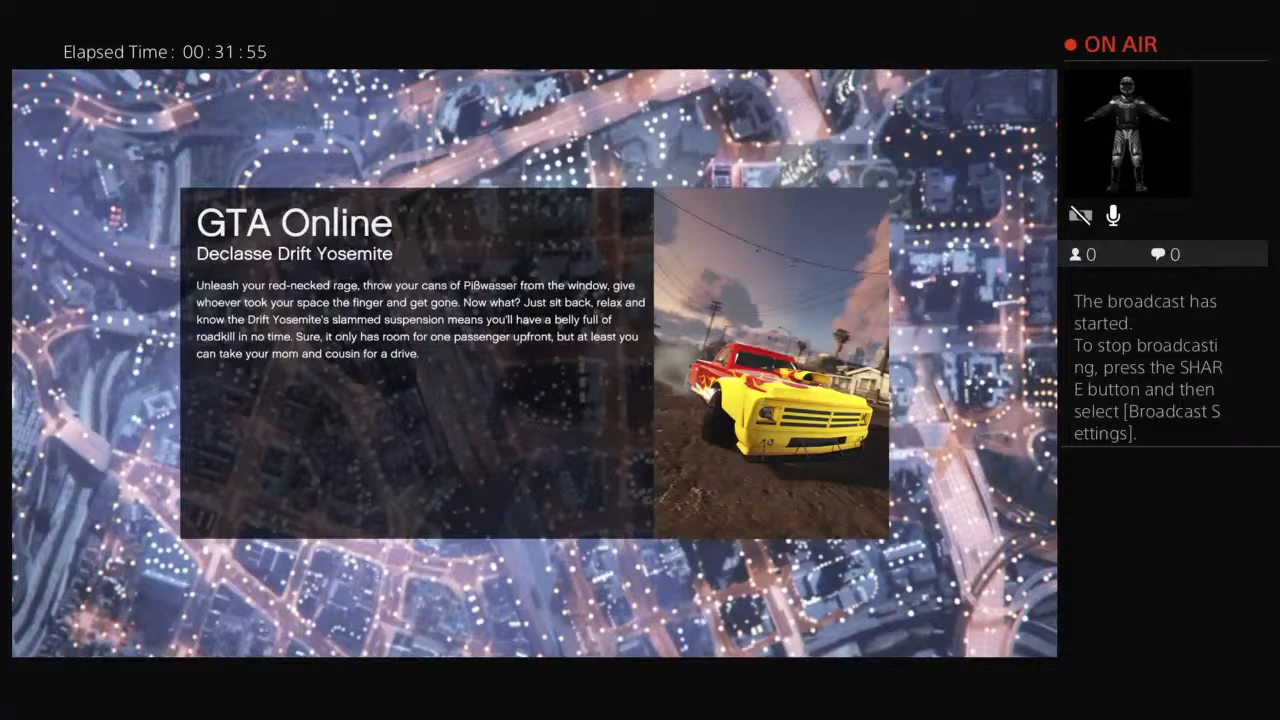 Elapsed Time: 00:31:55
ON AIR
GTA Online
Declasse Drift Yosemite
Unleash your red-necked rage, throw your cans of Pißwasser from the window, give
whoever took your space the finger and get gone. Now what? Just sit back, relax and
know the Drift Yosemite's slammed suspension means you'll have a belly full of
roadkill in no time. Sure, it only has room for one passenger upfront, but at least you
can take your mom and cousin for a drive.
0
0
The broadcast has
started.
To stop broadcasti
ng, press the SHAR
E button and then
select [Broadcast S
ettings].